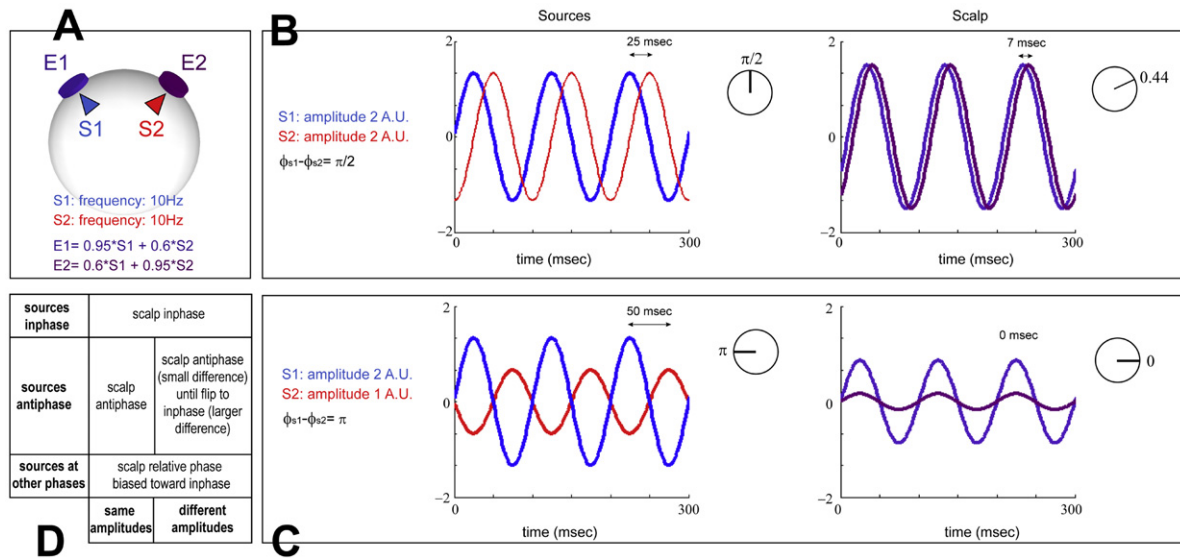 A
E1
E2
S1
S2
S1: frequency: 10Hz
S2: frequency: 10Hz
E1= 0.95*S1 + 0.6*S2
E2= 0.6*S1 + 0.95*S2
B
Sources
Scalp
S1: amplitude 2 A.U.
S2: amplitude 2 A.U.
ϕs1-ϕs2= π/2
2
0
−2
0
300
time (msec)
25 msec
π/2
2
0
−2
0
300
time (msec)
7 msec
0.44
C
S1: amplitude 2 A.U.
S2: amplitude 1 A.U.
ϕs1-ϕs2= π
2
0
−2
0
300
time (msec)
50 msec
π
2
0
−2
0
300
time (msec)
0 msec
0
D
sources
inphase
scalp inphase
sources
antiphase
scalp
antiphase
scalp antiphase
(small difference)
until flip to
inphase (larger
difference)
sources at
other phases
scalp relative phase
biased toward inphase
same
amplitudes
different
amplitudes